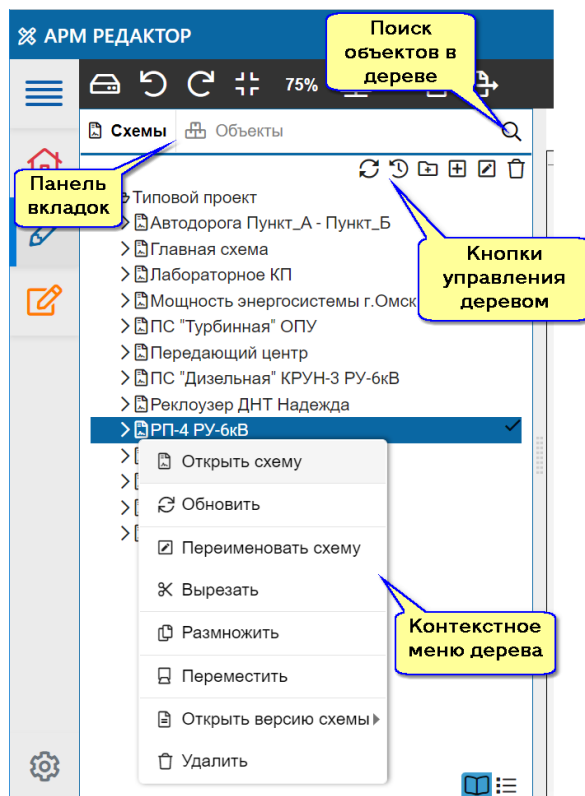 АРМ РЕДАКТОР
Поиск
объектов в
дереве
75%
Схемы
Объекты
Панель
вкладок
Типовой проект
Автодорога Пункт_А - Пункт_Б
Главная схема
Лабораторное КП
Мощность энергосистемы г.Омск
ПС "Турбинная" ОПУ
Передающий центр
ПС "Дизельная" КРУН-3 РУ-6кВ
Реклоузер ДНТ Надежда
РП-4 РУ-6кВ
Кнопки
управления
деревом
Открыть схему
Обновить
Переименовать схему
Вырезать
Размножить
Переместить
Открыть версию схемы
Удалить
Контекстное
меню дерева